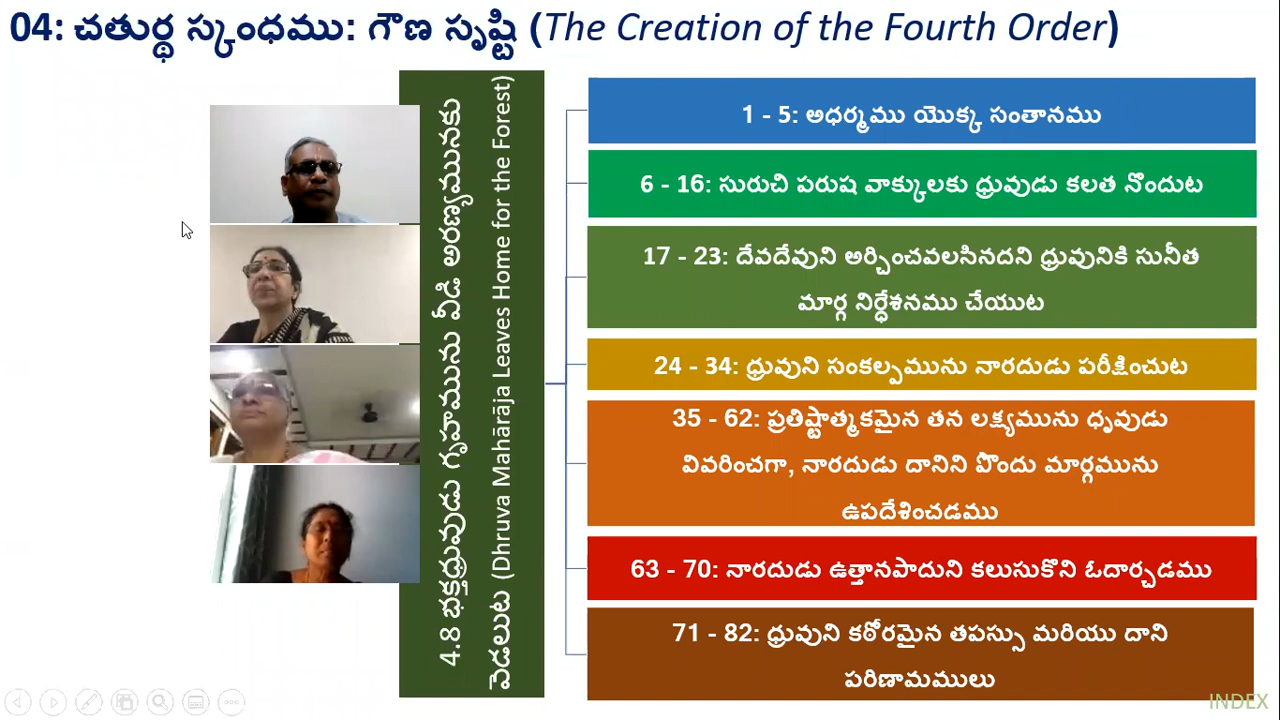 04: చతుర్థ స్కంధము: గౌణ సృష్టి (The Creation of the Fourth Order)
4.8 భక్తధ్రువుడు గృహమును వీడి అరణ్యమునకు
వెడలుట (Dhruva Mahārāja Leaves Home for the Forest)
1 - 5: అధర్మము యొక్క సంతానము
6 - 16: సురుచి పరుష వాక్కులకు ధ్రువుడు కలత నొందుట
17 - 23: దేవదేవుని అర్చించవలసినదని ధ్రువునికి సునీత
మార్గ నిర్ధేశనము చేయుట
24 - 34: ధ్రువుని సంకల్పమును నారదుడు పరీక్షించుట
35 - 62: ప్రతిష్టాత్మకమైన తన లక్ష్యమును ధృవుడు
వివరించగా, నారదుడు దానిని పొందు మార్గమును
ఉపదేశించడము
63 - 70: నారదుడు ఉత్తానపాదుని కలుసుకొని ఓదార్చడము
71 - 82: ధ్రువుని కఠోరమైన తపస్సు మరియు దాని
పరిణామములు
INDEX